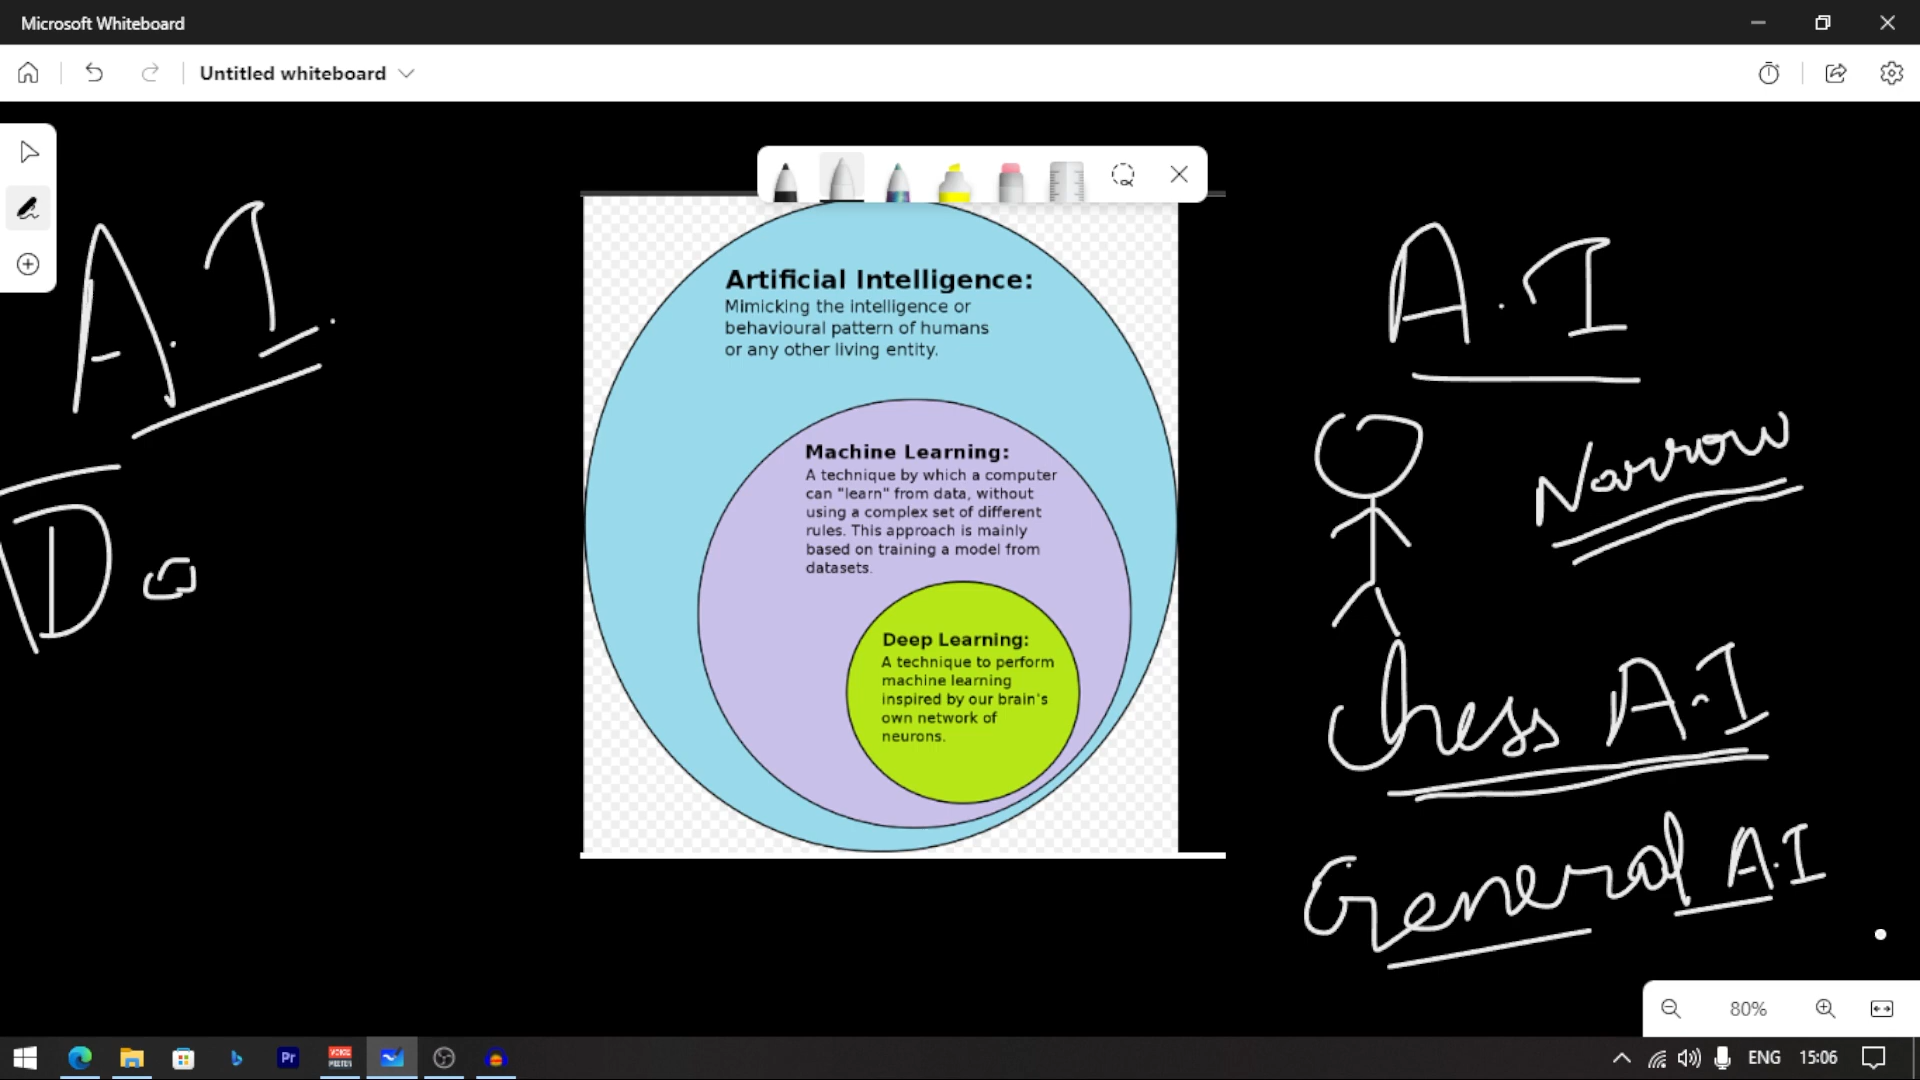 Microsoft Whiteboard
Untitled whiteboard
A.I.
Artificial Intelligence:
Mimicking the intelligence or
behavioural pattern of humans
or any other living entity.
Machine Learning:
A technique by which a computer
can "learn" from data, without
using a complex set of different
rules. This approach is mainly
based on training a model from
datasets.
Deep Learning:
A technique to perform
machine learning
inspired by our brain's
own network of
neurons.
A.I
Narrow
Chess A.I
General A.I
80%
Pr
VOICE
MEETER
ENG
15:06